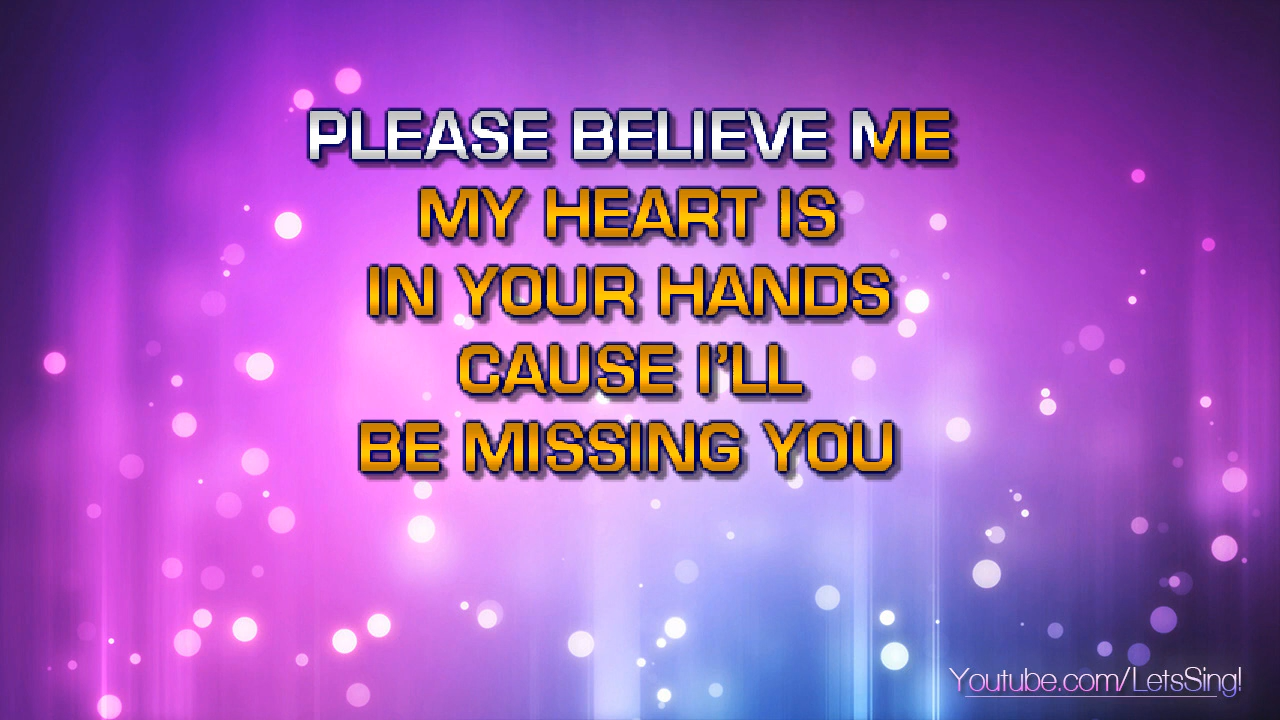 PLEASE BELIEVE ME
MY HEART IS
IN YOUR HANDS
CAUSE I'LL
BE MISSING YOU
Youtube.com/LetsSing!